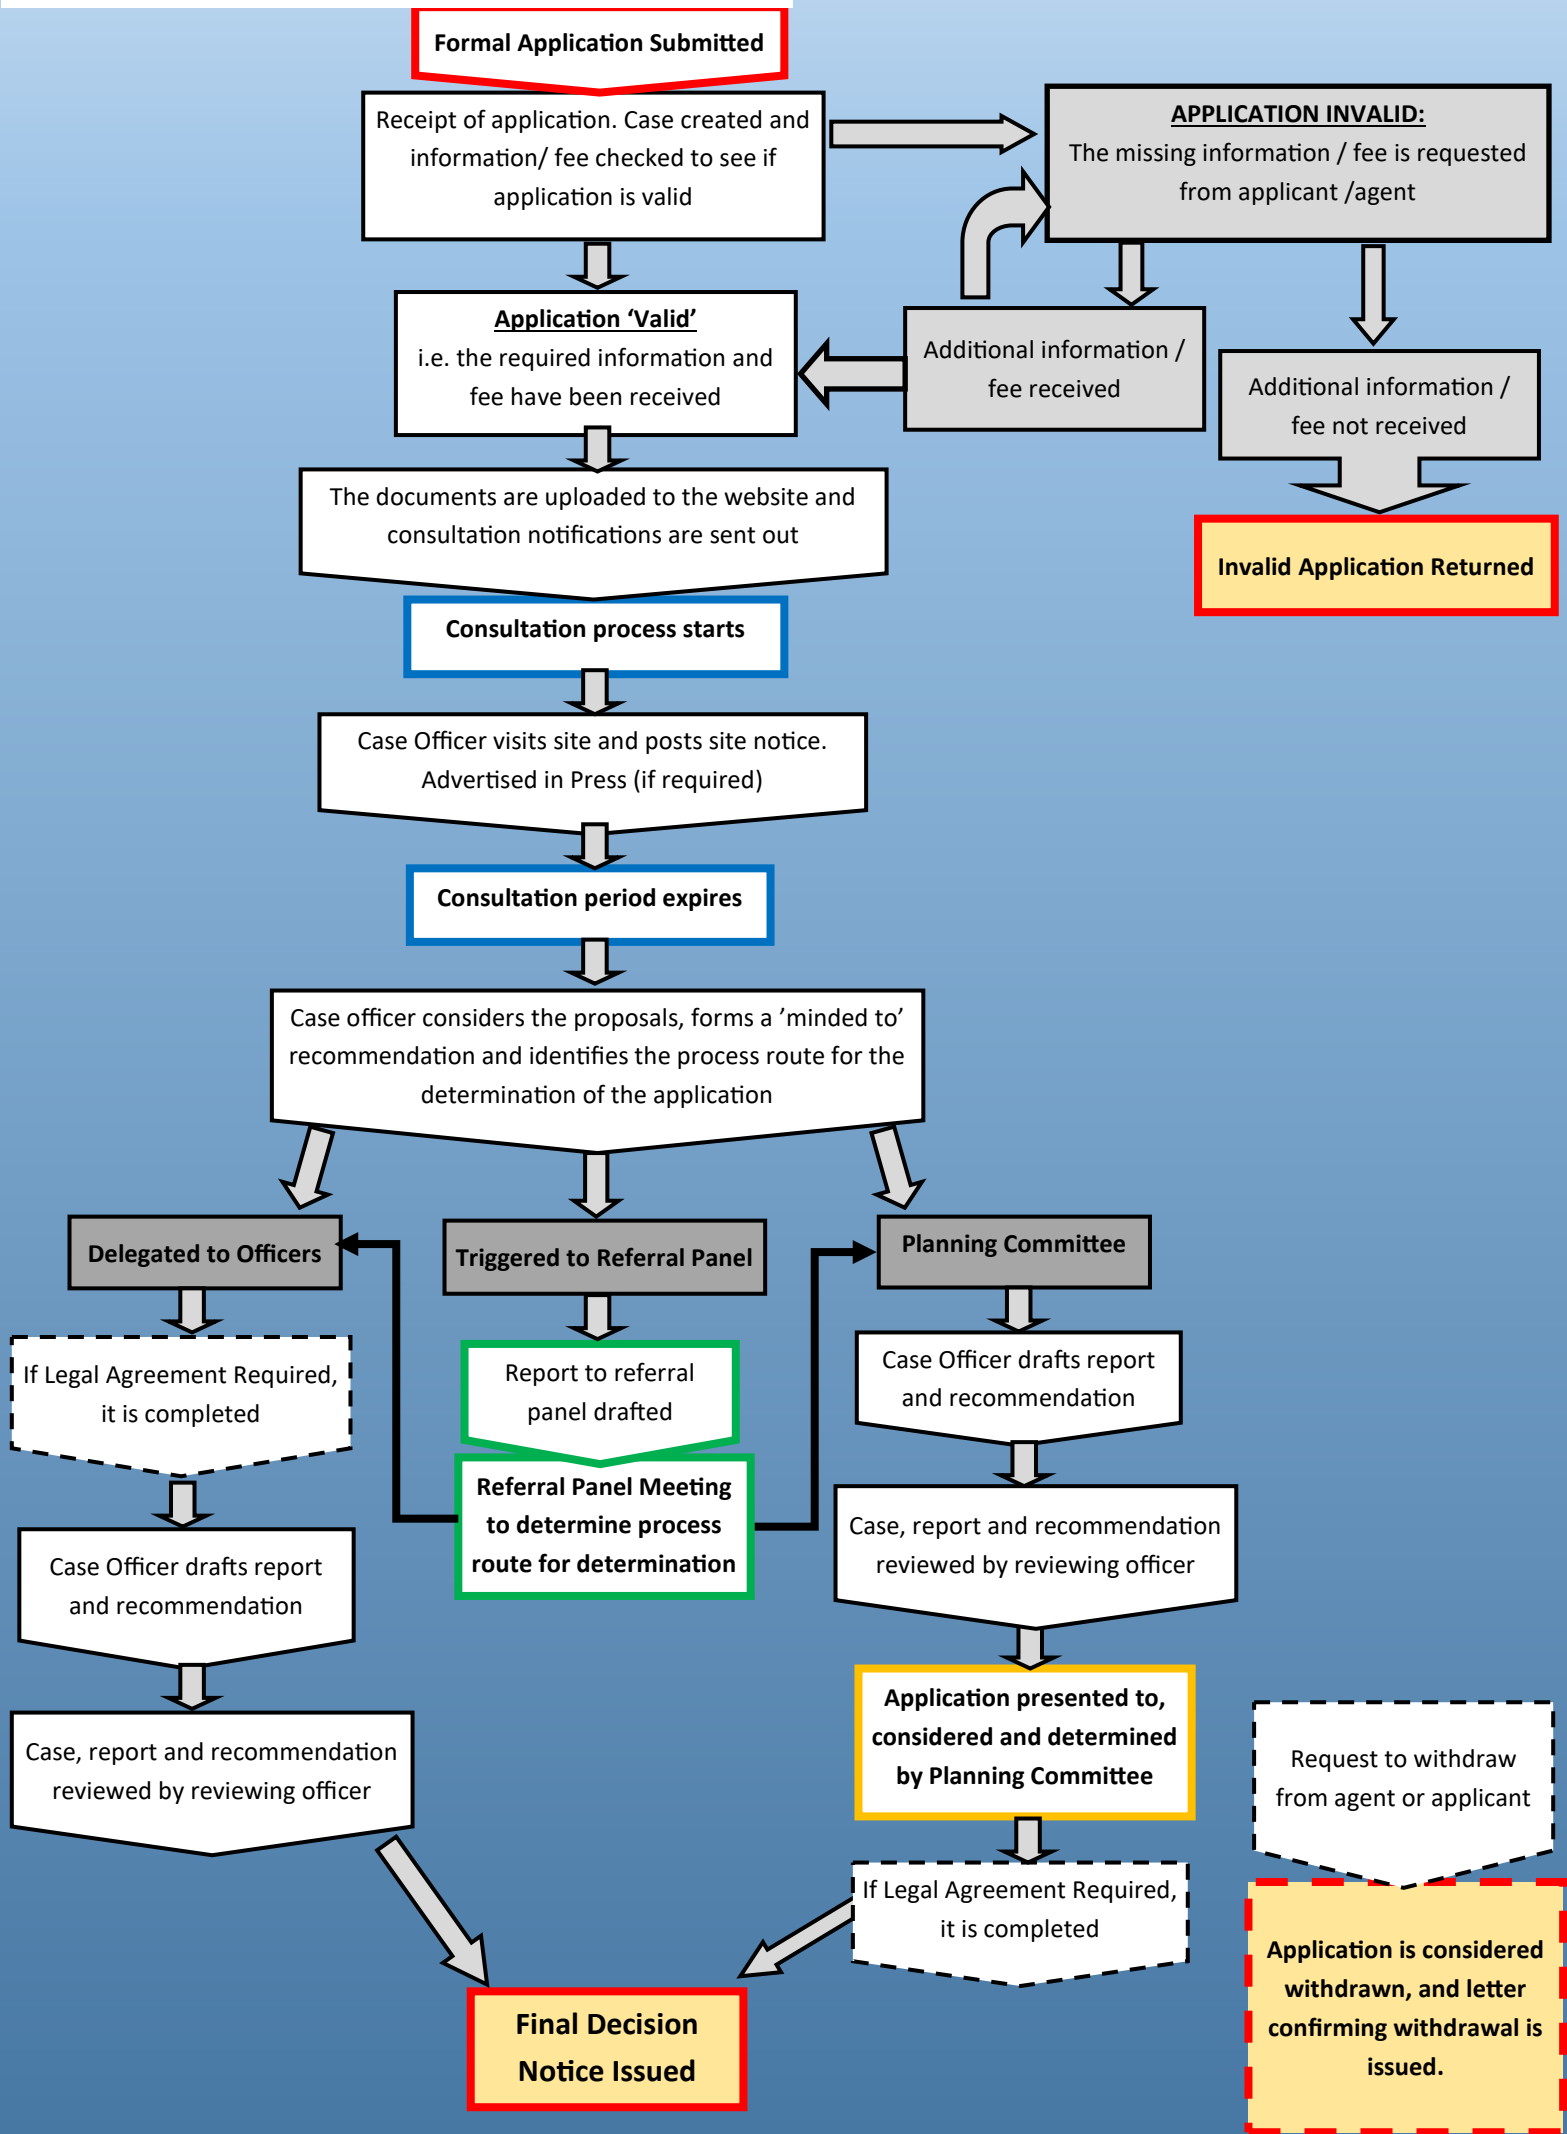 Formal Application Submitted
Receipt of application. Case created and
information/ fee checked to see if
application is valid
APPLICATION INVALID:
The missing information / fee is requested
from applicant /agent
Application ‘Valid’
i.e. the required information and
fee have been received
Additional information /
fee received
Additional information /
fee not received
Invalid Application Returned
The documents are uploaded to the website and
consultation notifications are sent out
Consultation process starts
Case Officer visits site and posts site notice.
Advertised in Press (if required)
Consultation period expires
Case officer considers the proposals, forms a ’minded to’
recommendation and identifies the process route for the
determination of the application
Delegated to Officers
Triggered to Referral Panel
Planning Committee
If Legal Agreement Required,
it is completed
Case Officer drafts report
and recommendation
Case, report and recommendation
reviewed by reviewing officer
Report to referral
panel drafted
Referral Panel Meeting
to determine process
route for determination
Case Officer drafts report
and recommendation
Case, report and recommendation
reviewed by reviewing officer
Application presented to,
considered and determined
by Planning Committee
If Legal Agreement Required,
it is completed
Final Decision
Notice Issued
Request to withdraw
from agent or applicant
Application is considered
withdrawn, and letter
confirming withdrawal is
issued.